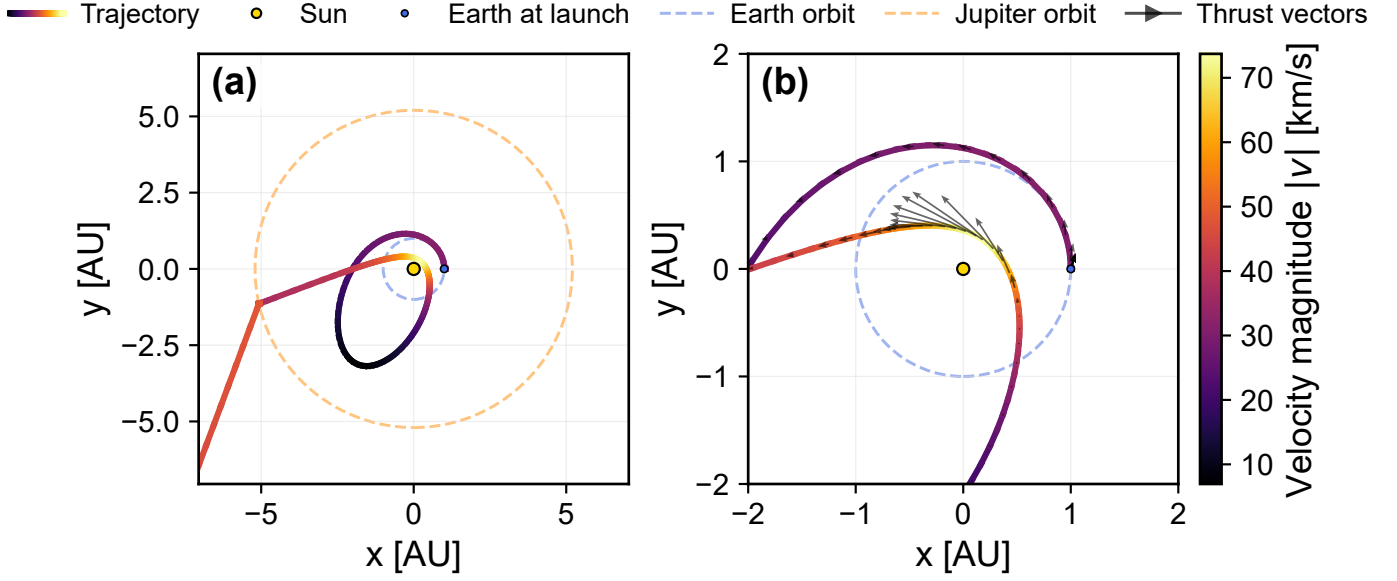 Trajectory Sun Earth at launch Earth orbit Jupiter orbit Thrust vectors
(a)
5.0
2.5
0.0
−2.5
−5.0
y [AU]
−5 0 5
x [AU]
(b)
2
1
0
−1
−2
y [AU]
−2 −1 0 1 2
x [AU]
70
60
50
40
30
20
10
Velocity magnitude |v| [km/s]